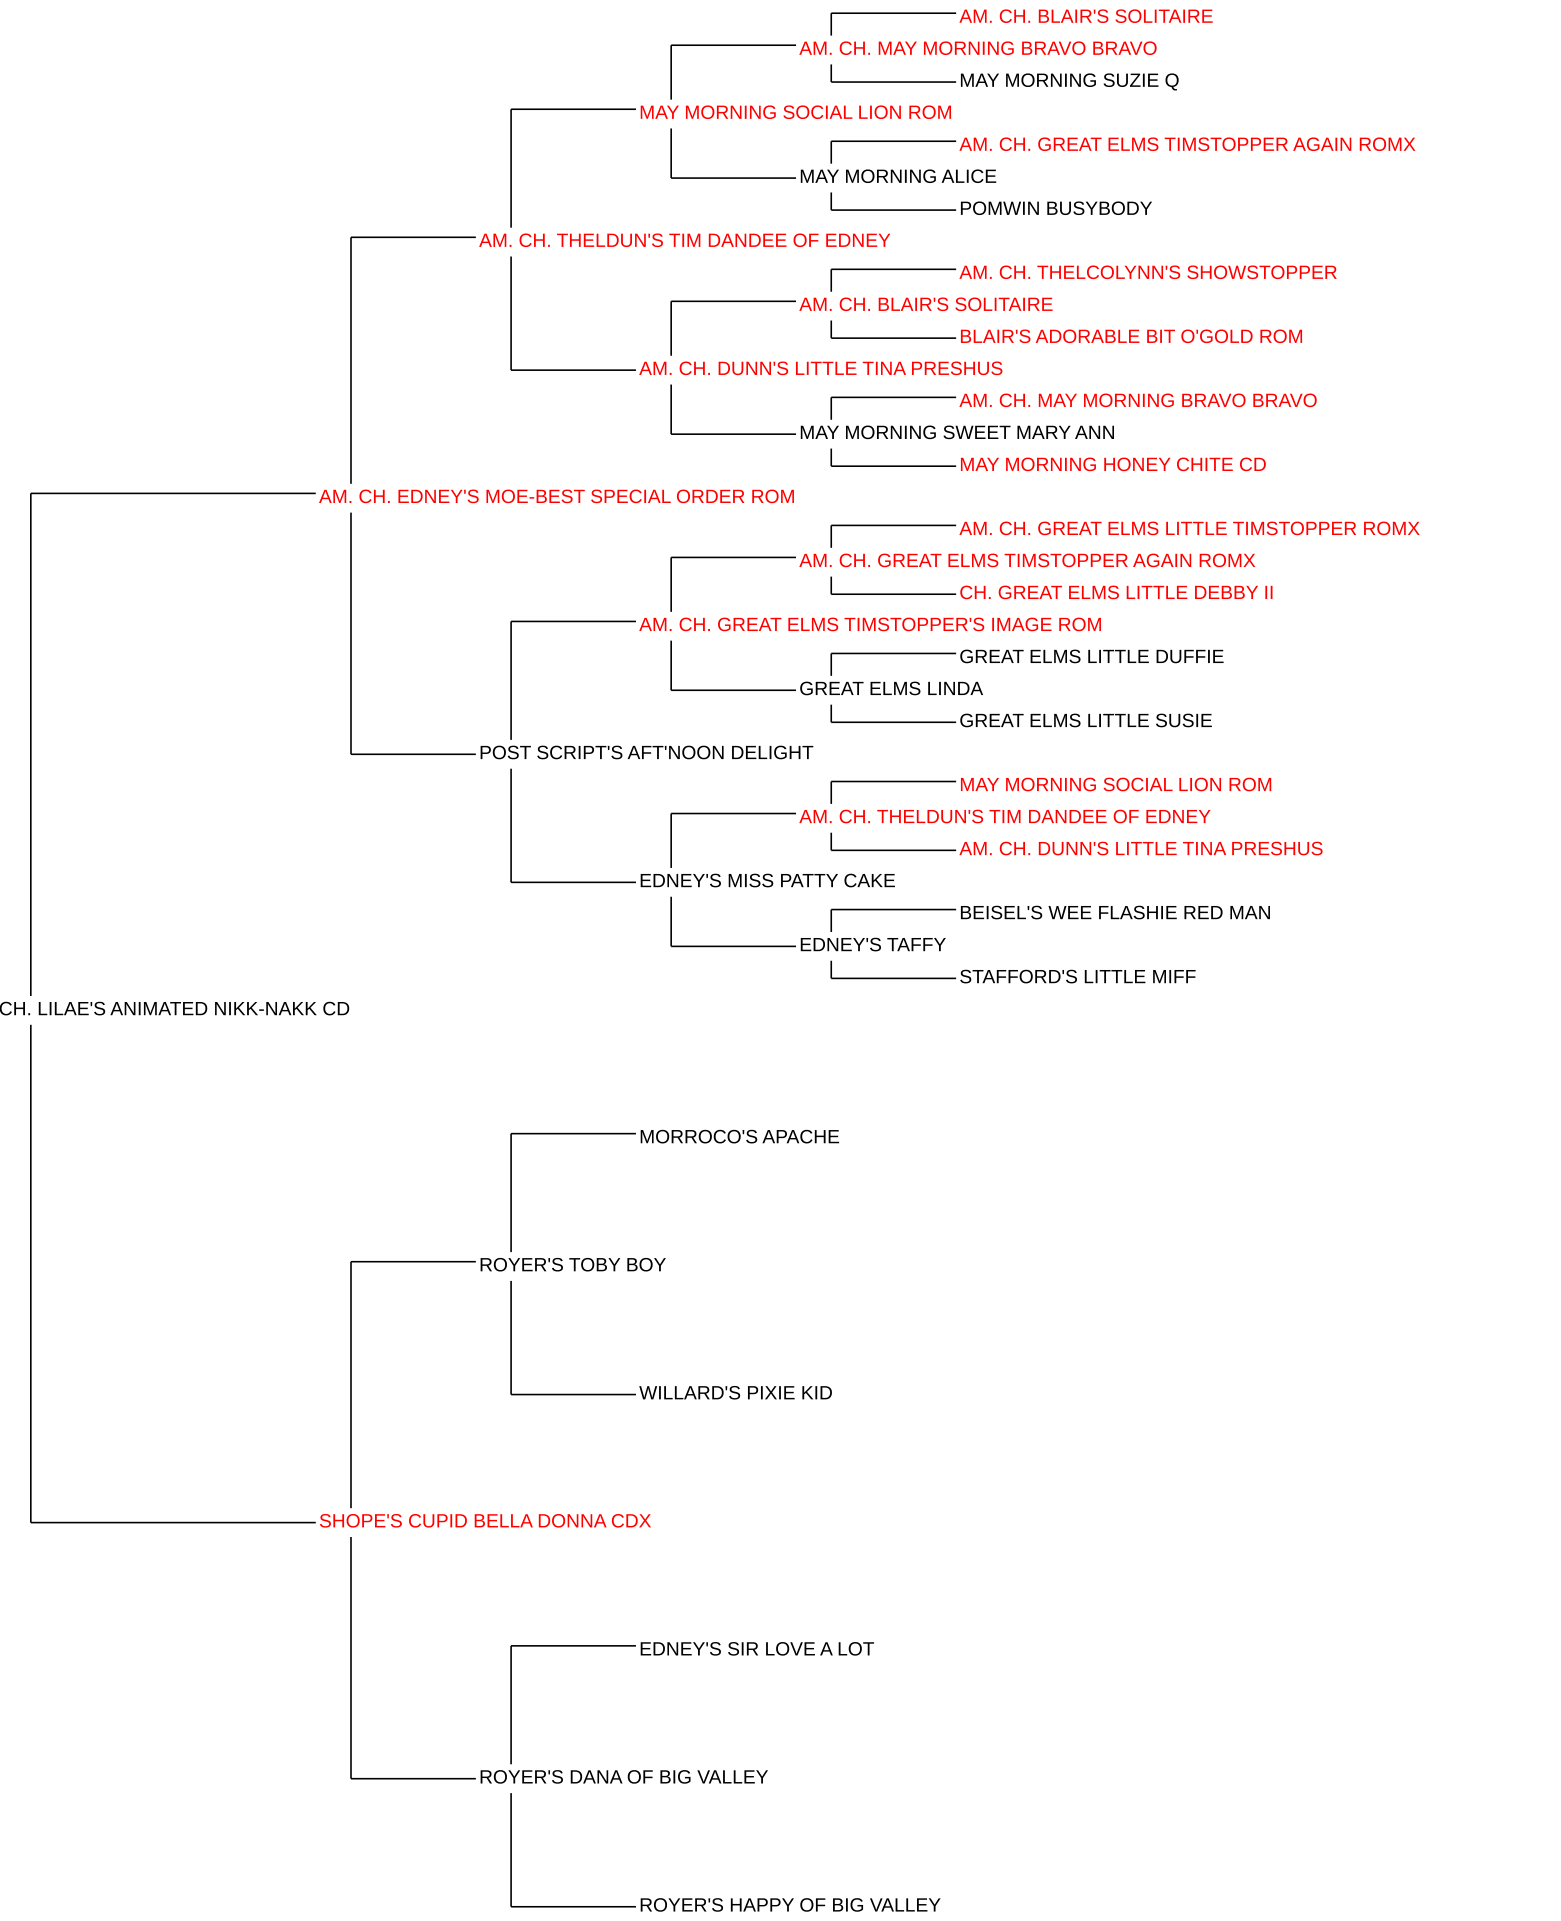 AM. CH. BLAIR'S SOLITAIRE
AM. CH. MAY MORNING BRAVO BRAVO
MAY MORNING SUZIE Q
MAY MORNING SOCIAL LION ROM
AM. CH. GREAT ELMS TIMSTOPPER AGAIN ROMX
MAY MORNING ALICE
POMWIN BUSYBODY
AM. CH. THELDUN'S TIM DANDEE OF EDNEY
AM. CH. THELCOLYNN'S SHOWSTOPPER
AM. CH. BLAIR'S SOLITAIRE
BLAIR'S ADORABLE BIT O'GOLD ROM
AM. CH. DUNN'S LITTLE TINA PRESHUS
AM. CH. MAY MORNING BRAVO BRAVO
MAY MORNING SWEET MARY ANN
MAY MORNING HONEY CHITE CD
AM. CH. EDNEY'S MOE-BEST SPECIAL ORDER ROM
AM. CH. GREAT ELMS LITTLE TIMSTOPPER ROMX
AM. CH. GREAT ELMS TIMSTOPPER AGAIN ROMX
CH. GREAT ELMS LITTLE DEBBY II
AM. CH. GREAT ELMS TIMSTOPPER'S IMAGE ROM
GREAT ELMS LITTLE DUFFIE
GREAT ELMS LINDA
GREAT ELMS LITTLE SUSIE
POST SCRIPT'S AFT'NOON DELIGHT
MAY MORNING SOCIAL LION ROM
AM. CH. THELDUN'S TIM DANDEE OF EDNEY
AM. CH. DUNN'S LITTLE TINA PRESHUS
EDNEY'S MISS PATTY CAKE
BEISEL'S WEE FLASHIE RED MAN
EDNEY'S TAFFY
STAFFORD'S LITTLE MIFF
CH. LILAE'S ANIMATED NIKK-NAKK CD
MORROCO'S APACHE
ROYER'S TOBY BOY
WILLARD'S PIXIE KID
SHOPE'S CUPID BELLA DONNA CDX
EDNEY'S SIR LOVE A LOT
ROYER'S DANA OF BIG VALLEY
ROYER'S HAPPY OF BIG VALLEY